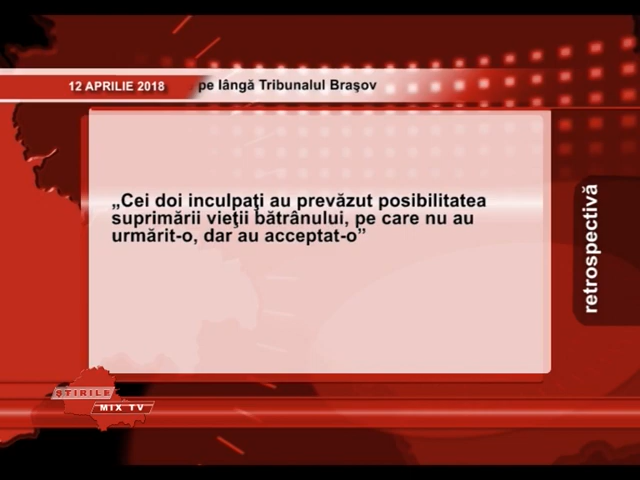 12 APRILIE 2018
pe lângă Tribunalul Braşov
„Cei doi inculpaţi au prevăzut posibilitatea
suprimării vieţii bătrânului, pe care nu au
urmărit-o, dar au acceptat-o”
retrospectivă
ŞTIRILE
MIX TV